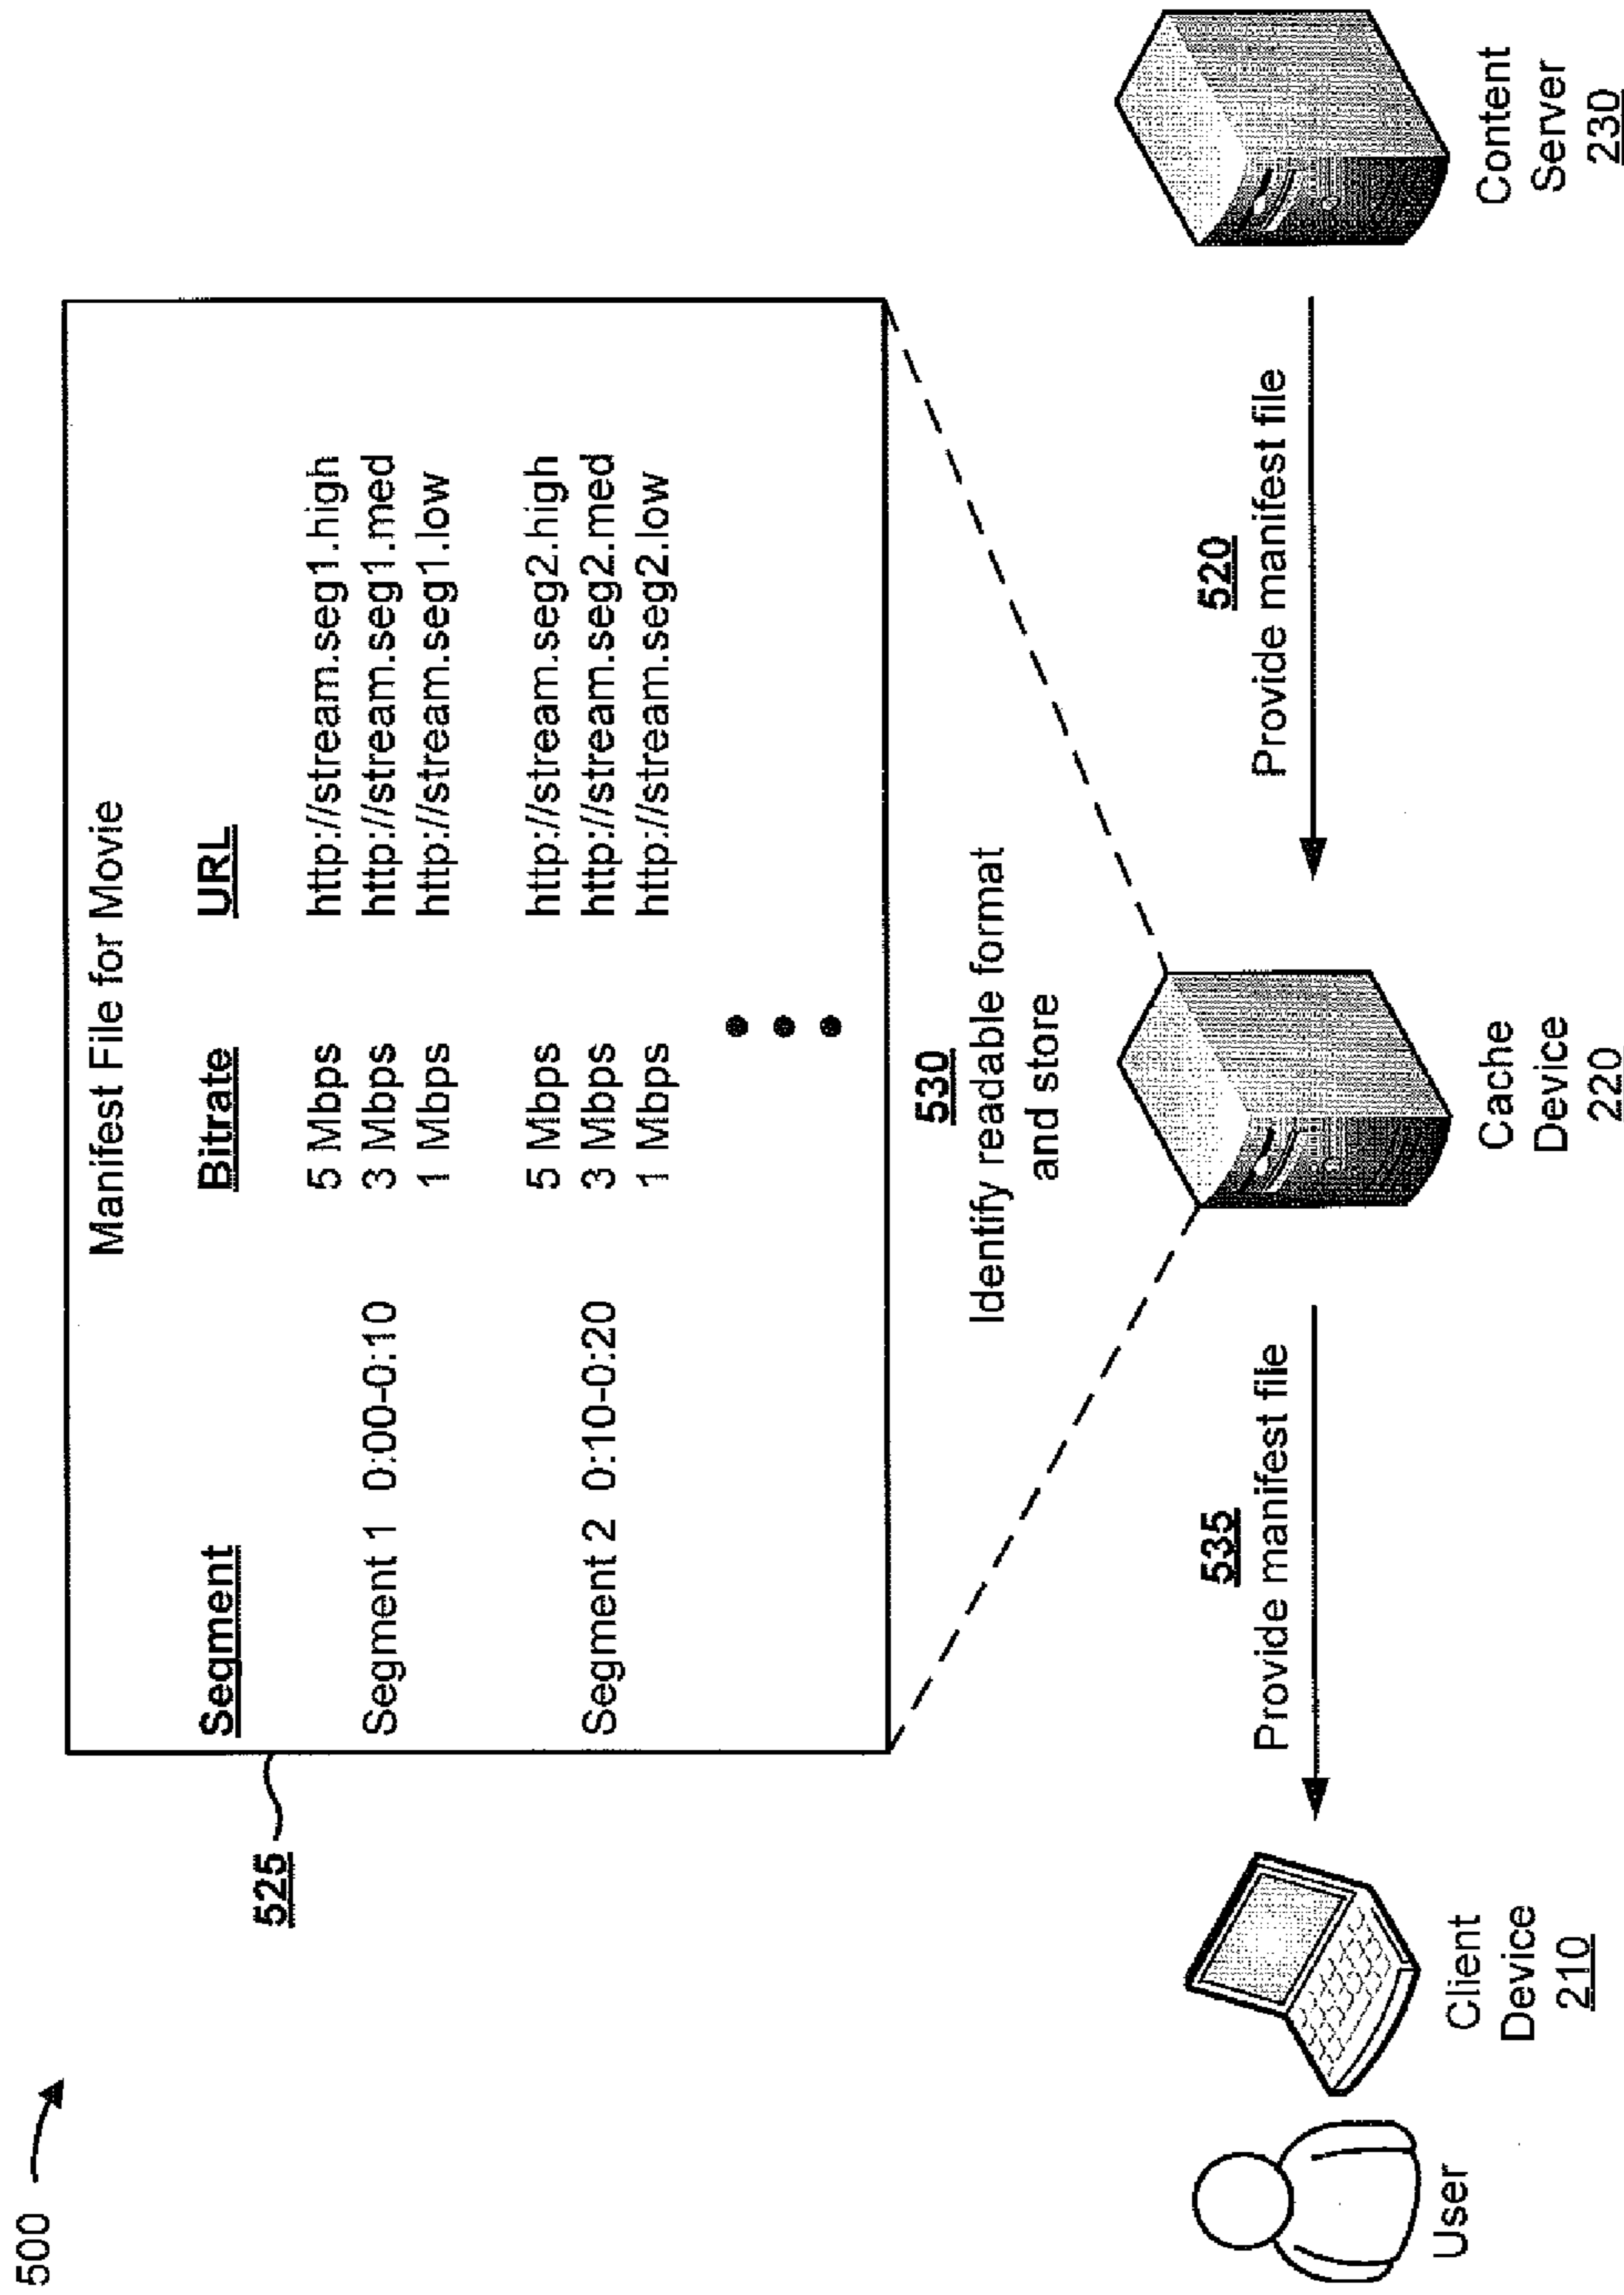 500
525
Manifest File for Movie
Segment Bitrate URL
5 Mbps http://stream.seg1.high
Segment 1 0:00-0:10 3 Mbps http://stream.seg1.med
1 Mbps http://stream.seg1.low
5 Mbps http://stream.seg2.high
Segment 2 0:10-0:20 3 Mbps http://stream.seg2.med
1 Mbps http://stream.seg2.low
530
Identify readable format
and store
535
Provide manifest file
520
Provide manifest file
User
Client
Device
210
Cache
Device
220
Content
Server
230